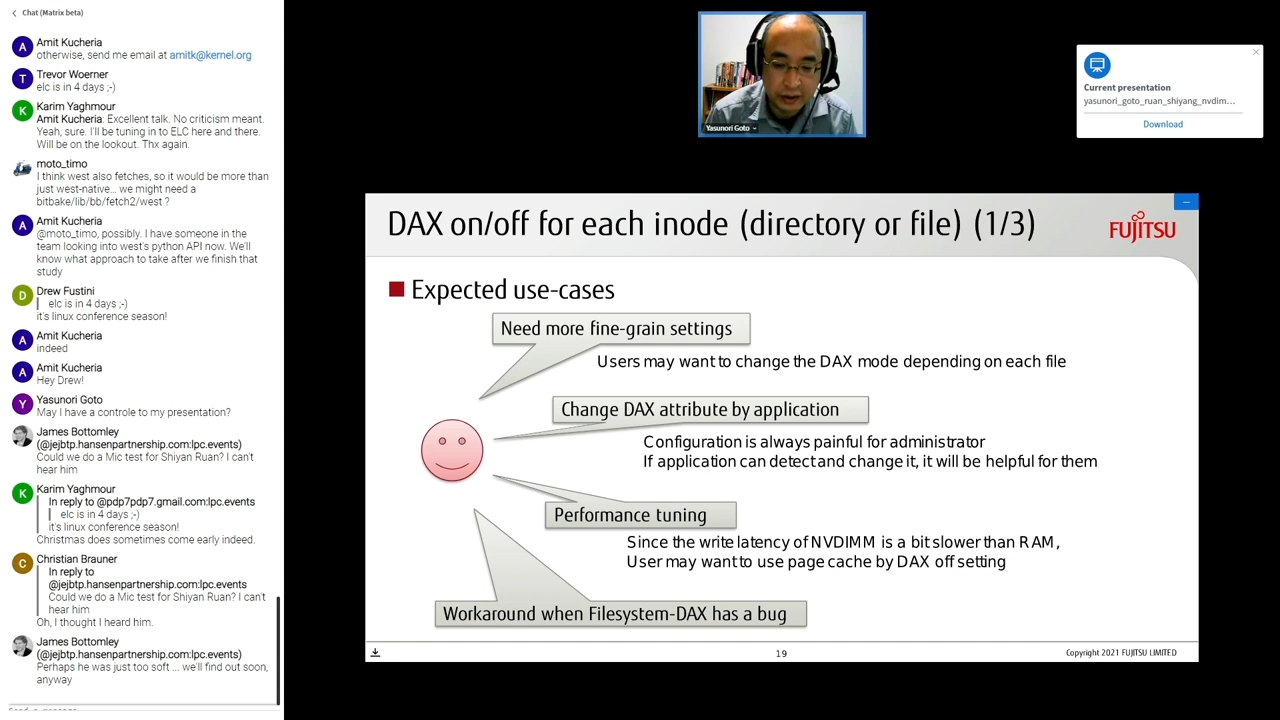 Chat (Matrix beta)
A
Amit Kucheria
otherwise, send me email at amitk@kernel.org
T
Trevor Woerner
elc is in 4 days ;-)
K
Karim Yaghmour
Amit Kucheria: Excellent talk. No criticism meant.
Yeah, sure. I'll be tuning in to ELC here and there.
Will be on the lookout. Thx again.
moto_timo
I think west also fetches, so it would be more than
just west-native... we might need a
bitbake/lib/bb/fetch2/west ?
A
Amit Kucheria
@moto_timo, possibly. I have someone in the
team looking into west's python API now. We'll
know what approach to take after we finish that
study
D
Drew Fustini
elc is in 4 days ;-)
it's linux conference season!
A
Amit Kucheria
indeed
A
Amit Kucheria
Hey Drew!
Y
Yasunori Goto
May I have a controle to my presentation?
James Bottomley
(@jejbtp.hansenpartnership.com:lpc.events)
Could we do a Mic test for Shiyan Ruan? I can't
hear him
K
Karim Yaghmour
In reply to @pdp7pdp7.gmail.com:lpc.events
elc is in 4 days ;-)
it's linux conference season!
Christmas does sometimes come early indeed.
C
Christian Brauner
In reply to
@jejbtp.hansenpartnership.com:lpc.events
Could we do a Mic test for Shiyan Ruan? I can't
hear him
Oh, I thought I heard him.
James Bottomley
(@jejbtp.hansenpartnership.com:lpc.events)
Perhaps he was just too soft ... we'll find out soon,
anyway
Yasunori Goto
Current presentation
yasunori_goto_ruan_shiyang_nvdim...
Download
DAX on/off for each inode (directory or file) (1/3)
FUJITSU
Expected use-cases
Need more fine-grain settings
Users may want to change the DAX mode depending on each file
Change DAX attribute by application
Configuration is always painful for administrator
If application can detect and change it, it will be helpful for them
Performance tuning
Since the write latency of NVDIMM is a bit slower than RAM,
User may want to use page cache by DAX off setting
Workaround when Filesystem-DAX has a bug
19
Copyright 2021 FUJITSU LIMITED